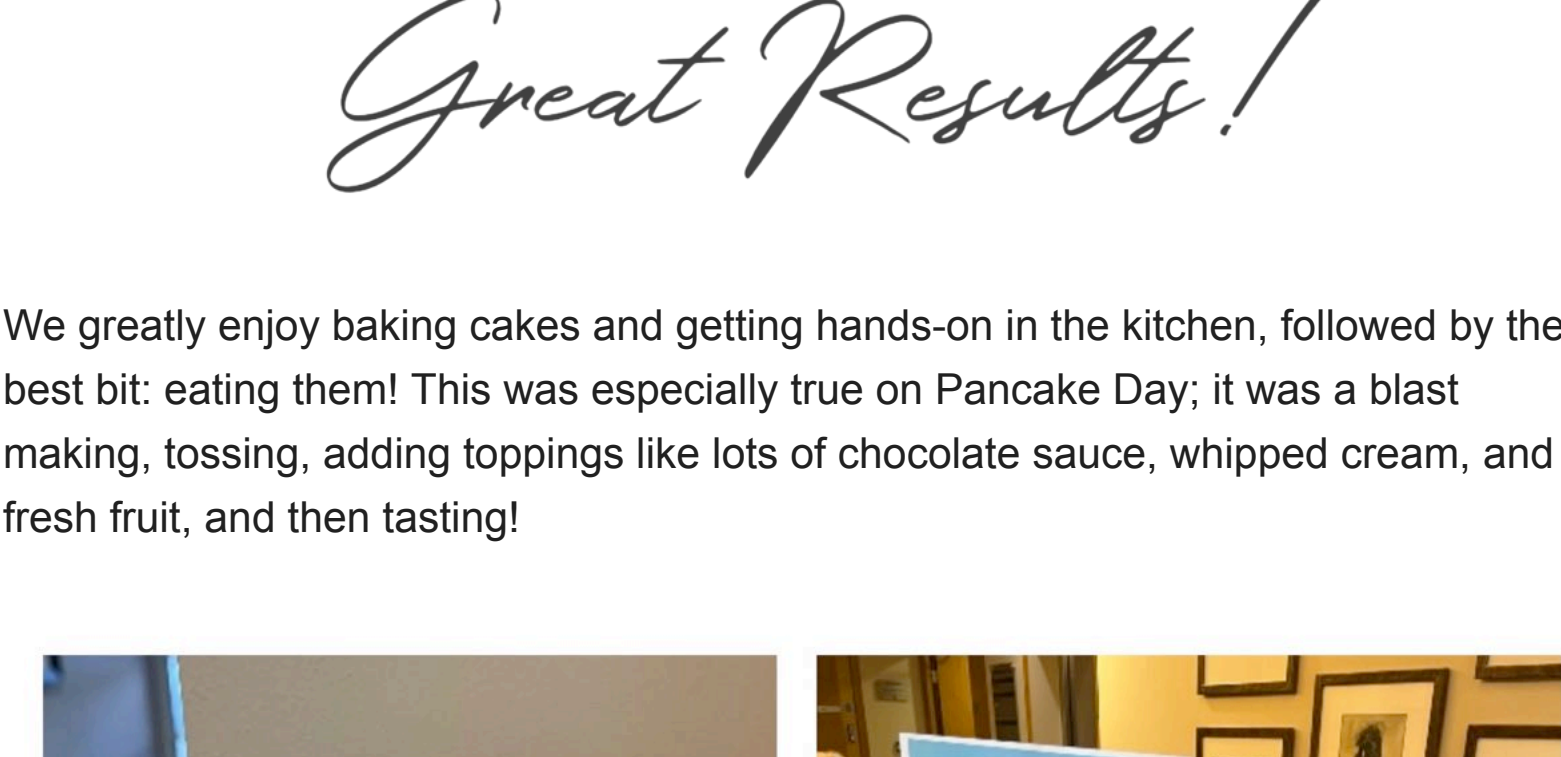 Great Results!
We greatly enjoy baking cakes and getting hands-on in the kitchen, followed by the
best bit: eating them! This was especially true on Pancake Day; it was a blast
making, tossing, adding toppings like lots of chocolate sauce, whipped cream, and
fresh fruit, and then tasting!